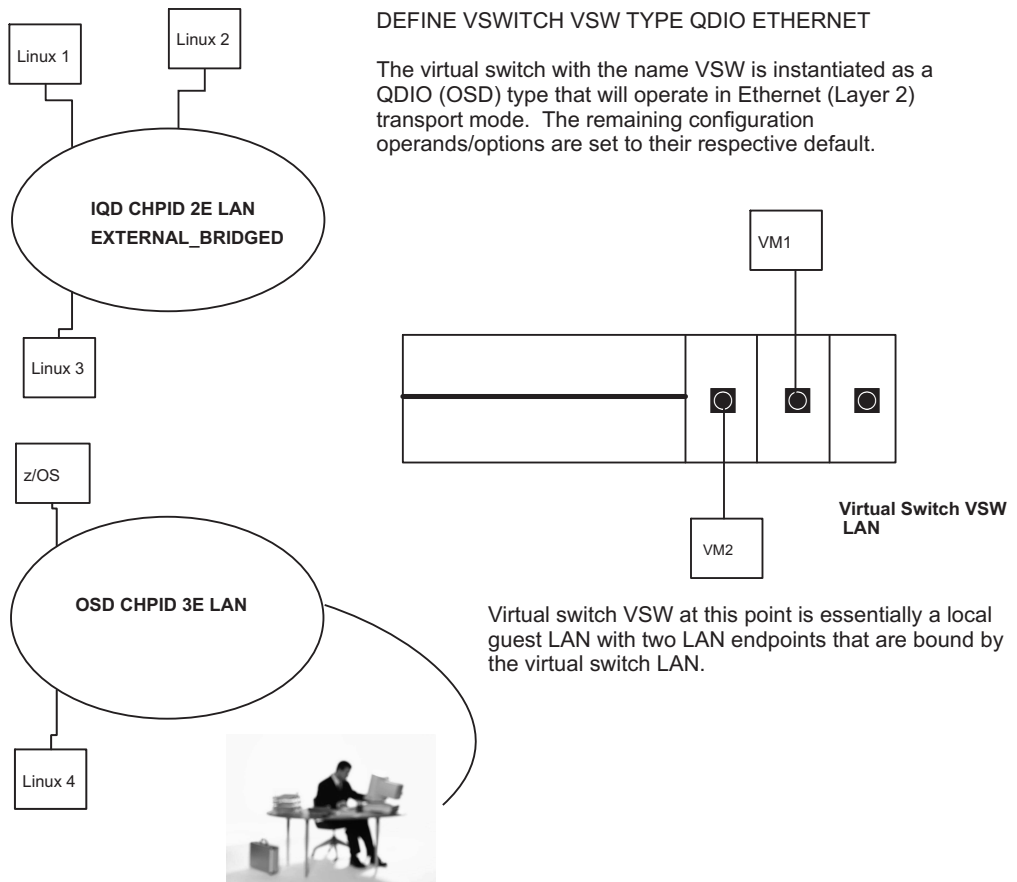 Linux 1
Linux 2
DEFINE VSWITCH VSW TYPE QDIO ETHERNET
The virtual switch with the name VSW is instantiated as a
QDIO (OSD) type that will operate in Ethernet (Layer 2)
transport mode. The remaining configuration
operands/options are set to their respective default.
IQD CHPID 2E LAN
EXTERNAL_BRIDGED
Linux 3
VM1
VM2
Virtual Switch VSW
LAN
z/OS
OSD CHPID 3E LAN
Linux 4
Virtual switch VSW at this point is essentially a local
guest LAN with two LAN endpoints that are bound by
the virtual switch LAN.